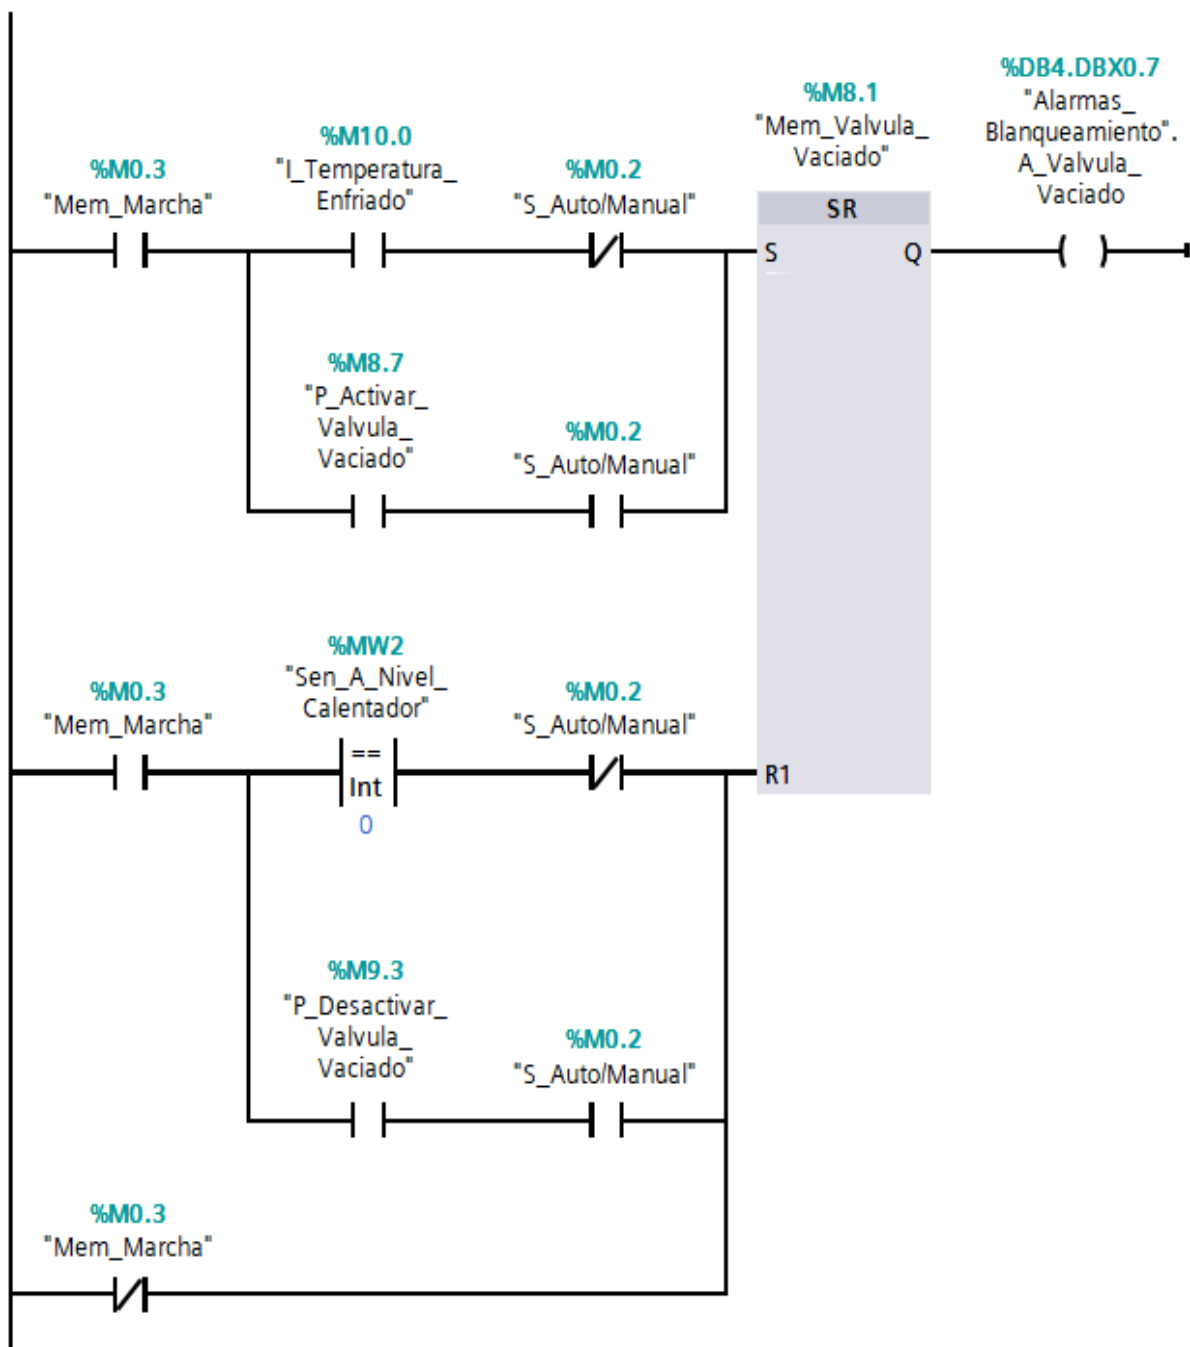 %DB4.DBX0.7
"Alarmas_
Blanqueamiento".
A_Valvula_
Vaciado
%M8.1
"Mem_Valvula_
Vaciado"
%M10.0
"I_Temperatura_
Enfriado"
%M0.3
"Mem_Marcha"
%M0.2
"S_Auto/Manual"
SR
S
Q
%M8.7
"P_Activar_
Valvula_
Vaciado"
%M0.2
"S_Auto/Manual"
%MW2
"Sen_A_Nivel_
Calentador"
%M0.3
"Mem_Marcha"
%M0.2
"S_Auto/Manual"
==
Int
0
R1
%M9.3
"P_Desactivar_
Valvula_
Vaciado"
%M0.2
"S_Auto/Manual"
%M0.3
"Mem_Marcha"